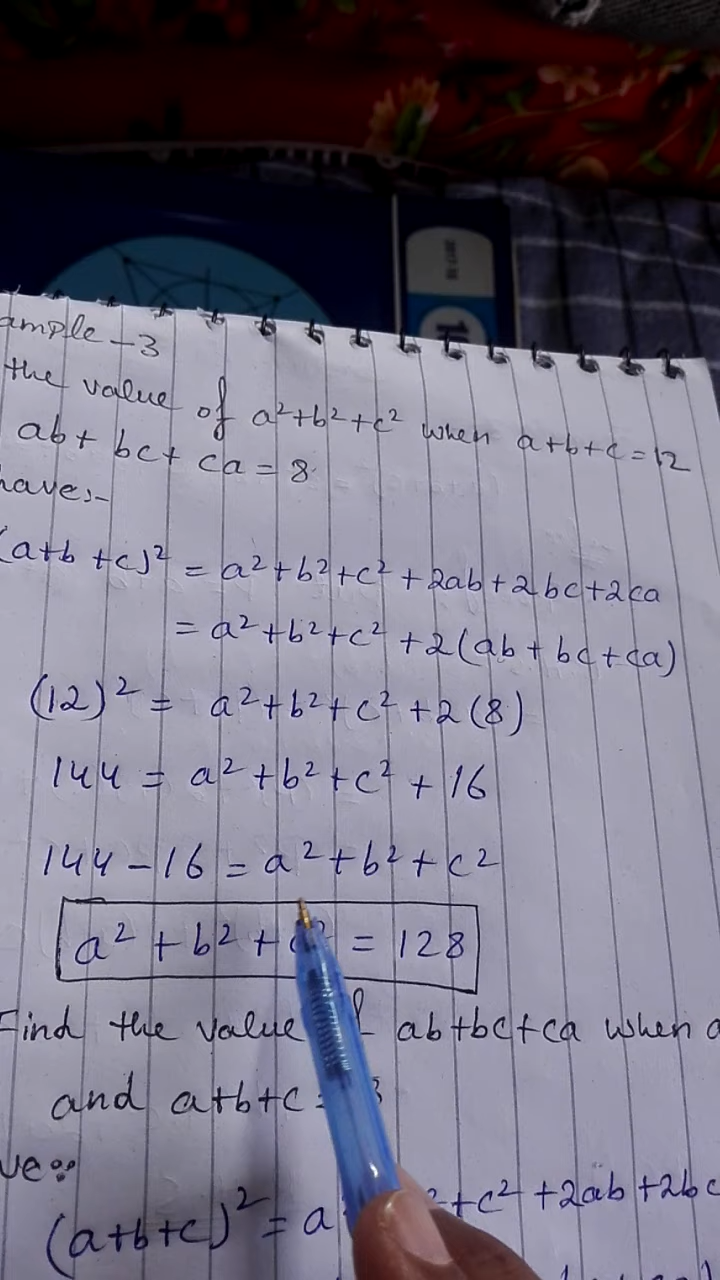 ample-3
the value of a²+b²+c² when a+b+c=12
ab+bc+ca=8
have:-
(a+b+c)² = a²+b²+c²+2ab+2bc+2ca
= a²+b²+c²+2(ab+bc+ca)
(12)² = a²+b²+c²+2(8)
144 = a²+b²+c²+16
144-16 = a²+b²+c²
a²+b²+c² = 128
Find the value ab+bc+ca when
and a+b+c
ve:
(a+b+c)² = a +c²+2ab+2bc